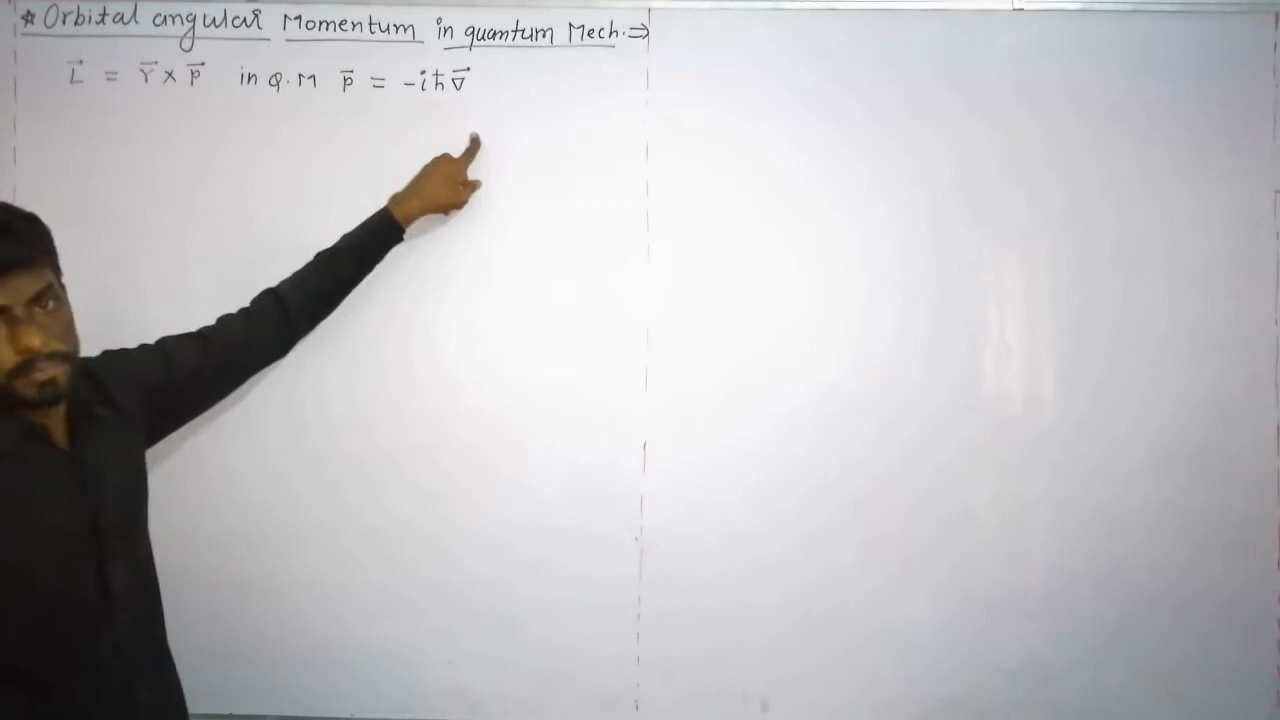 * Orbital angular Momentum in quantum Mech. ⇒
L⃗ = r⃗ × p⃗ in Q.M p⃗ = -iħ∇⃗